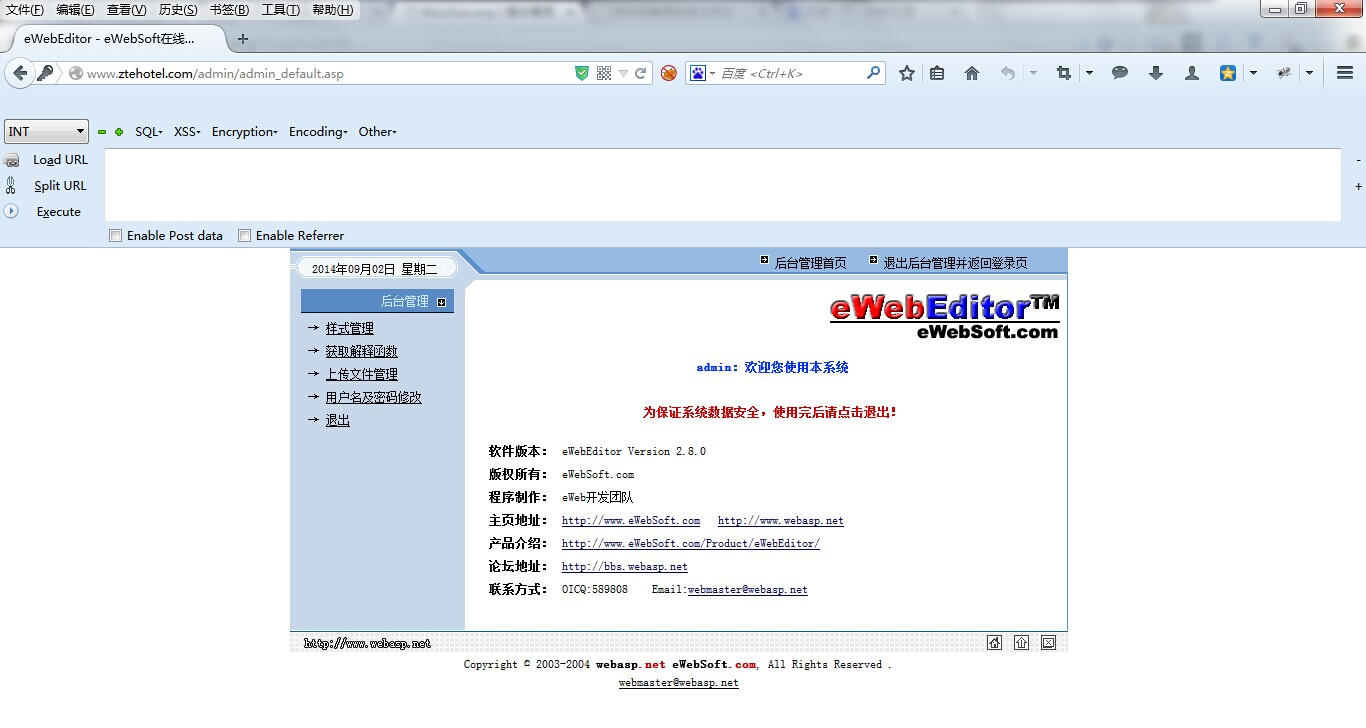 文件(F) 编辑(E) 查看(V) 历史(S) 书签(B) 工具(T) 帮助(H)
eWebEditor - eWebSoft在线...
www.ztehotel.com/admin/admin_default.asp
百度 <Ctrl+K>
INT SQL XSS Encryption Encoding Other
Load URL
Split URL
Execute
Enable Post data Enable Referrer
2014年09月02日 星期二
后台管理首页 退出后台管理并返回登录页
后台管理
样式管理
获取解释函数
上传文件管理
用户名及密码修改
退出
eWebEditor™
eWebSoft.com
admin：欢迎您使用本系统
为保证系统数据安全，使用完后请点击退出！
软件版本： eWebEditor Version 2.8.0
版权所有： eWebSoft.com
程序制作： eWeb开发团队
主页地址： http://www.eWebSoft.com http://www.webasp.net
产品介绍： http://www.eWebSoft.com/Product/eWebEditor/
论坛地址： http://bbs.webasp.net
联系方式： OICQ:589808 Email:webmaster@webasp.net
http://www.webasp.net
Copyright © 2003-2004 webasp.net eWebSoft.com, All Rights Reserved .
webmaster@webasp.net